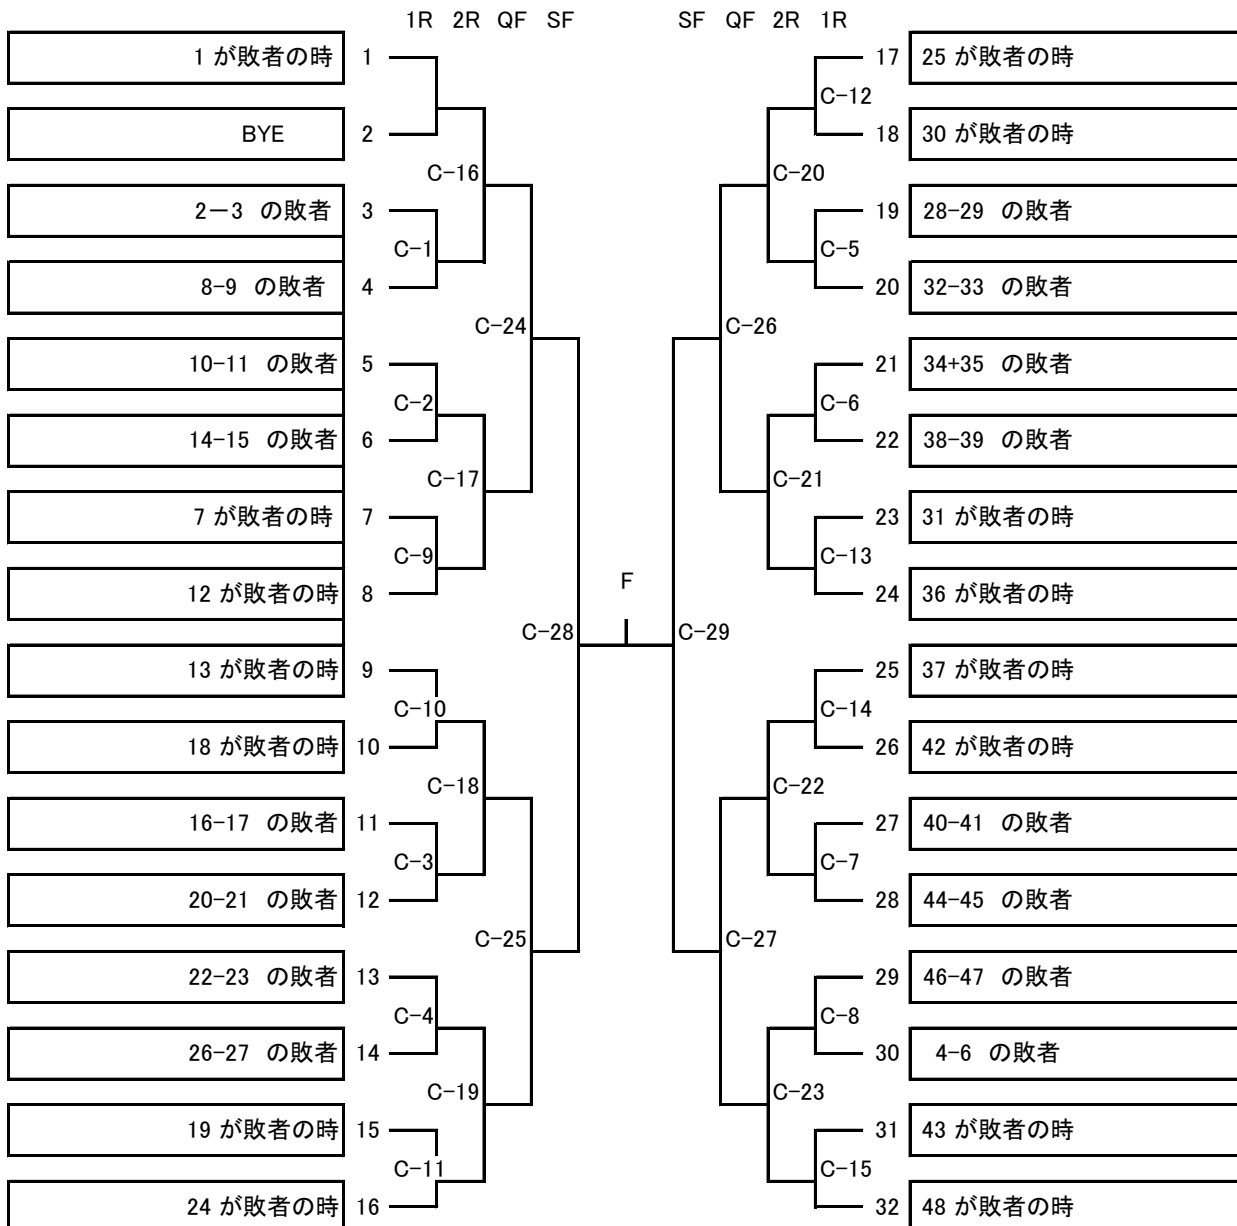 1R 2R QF SF SF QF 2R 1R
1 が敗者の時 1 17 25 が敗者の時
C-12
BYE 2 18 30 が敗者の時
C-16 C-20
2ー3 の敗者 3 19 28-29 の敗者
C-1 C-5
8-9 の敗者 4 20 32-33 の敗者
C-24 C-26
10-11 の敗者 5 21 34+35 の敗者
C-2 C-6
14-15 の敗者 6 22 38-39 の敗者
C-17 C-21
7 が敗者の時 7 23 31 が敗者の時
C-9 C-13
12 が敗者の時 8 F 24 36 が敗者の時
C-28 C-29
13 が敗者の時 9 25 37 が敗者の時
C-10 C-14
18 が敗者の時 10 26 42 が敗者の時
C-18 C-22
16-17 の敗者 11 27 40-41 の敗者
C-3 C-7
20-21 の敗者 12 28 44-45 の敗者
C-25 C-27
22-23 の敗者 13 29 46-47 の敗者
C-4 C-8
26-27 の敗者 14 30 4-6 の敗者
C-19 C-23
19 が敗者の時 15 31 43 が敗者の時
C-11 C-15
24 が敗者の時 16 32 48 が敗者の時